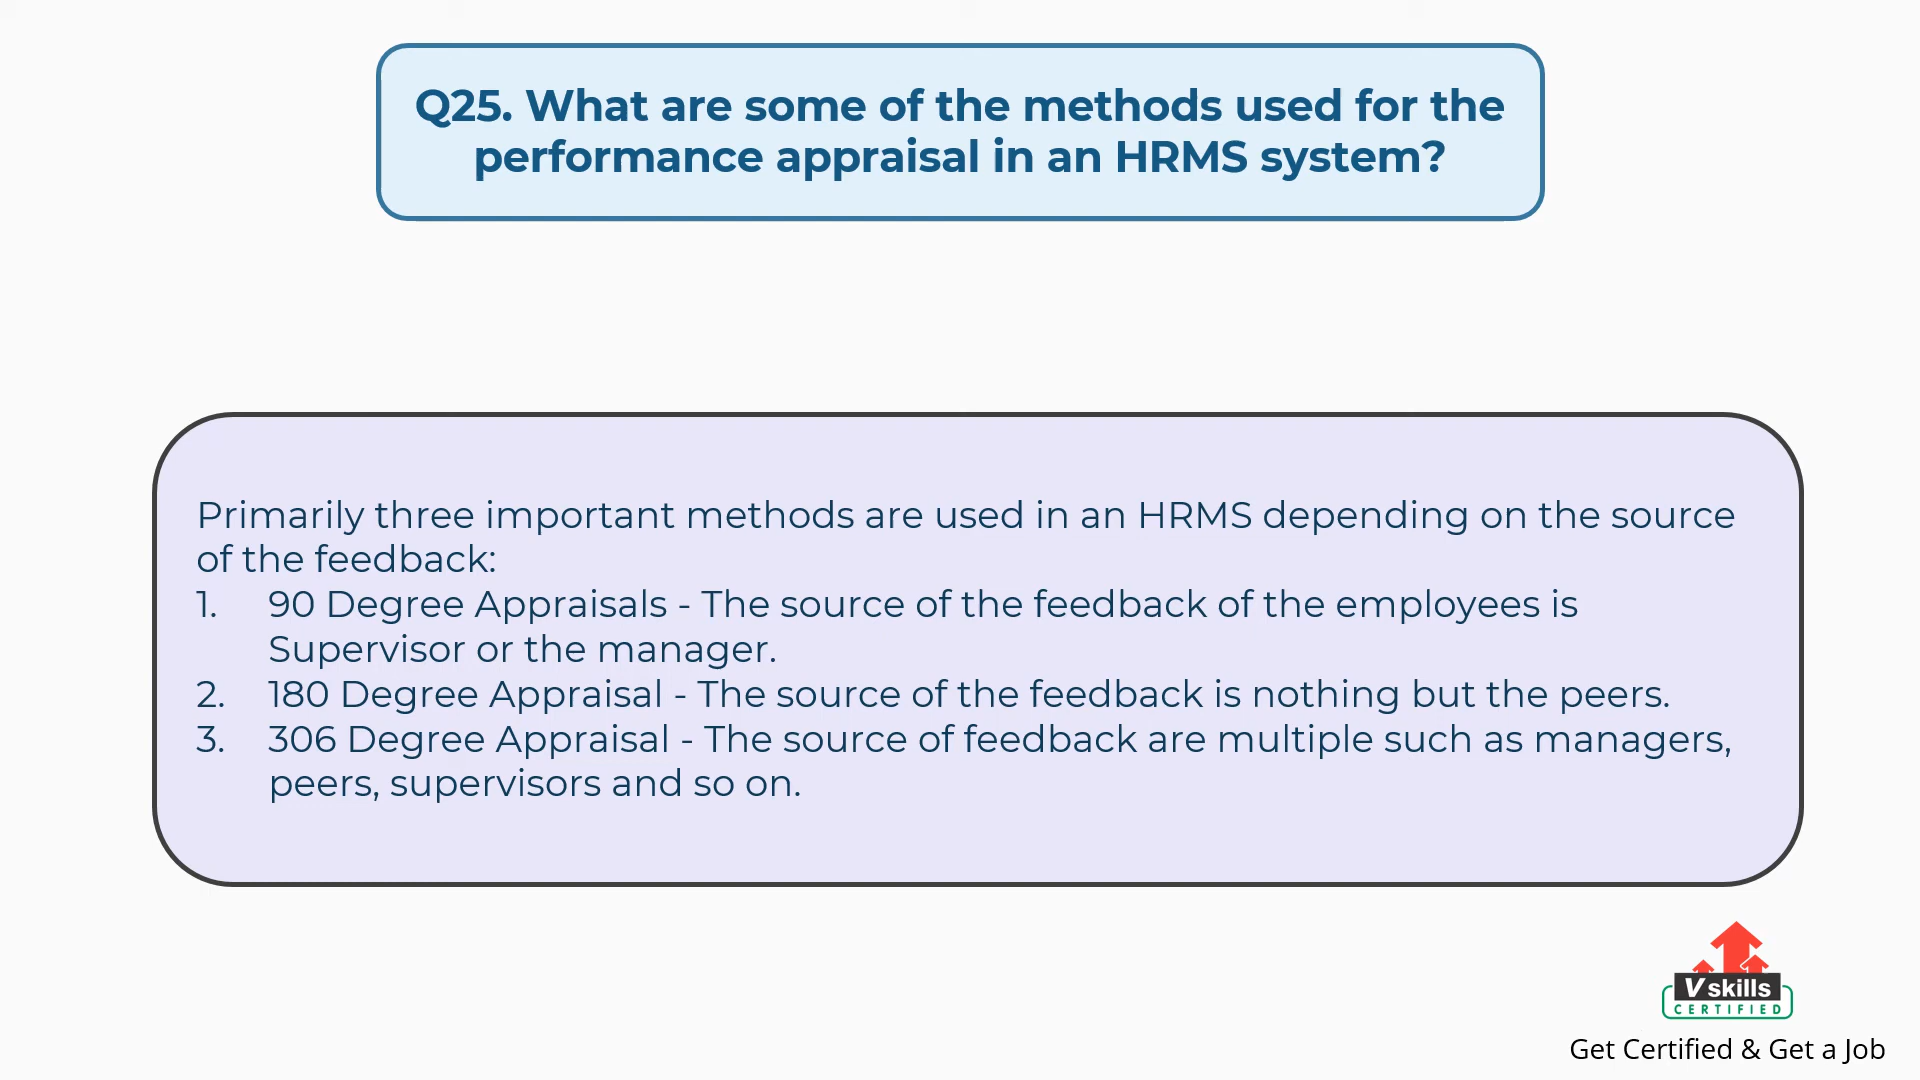 Q25. What are some of the methods used for the
performance appraisal in an HRMS system?
Primarily three important methods are used in an HRMS depending on the source
of the feedback:
1. 90 Degree Appraisals - The source of the feedback of the employees is
Supervisor or the manager.
2. 180 Degree Appraisal - The source of the feedback is nothing but the peers.
3. 306 Degree Appraisal - The source of feedback are multiple such as managers,
peers, supervisors and so on.
Vskills
CERTIFIED
Get Certified & Get a Job